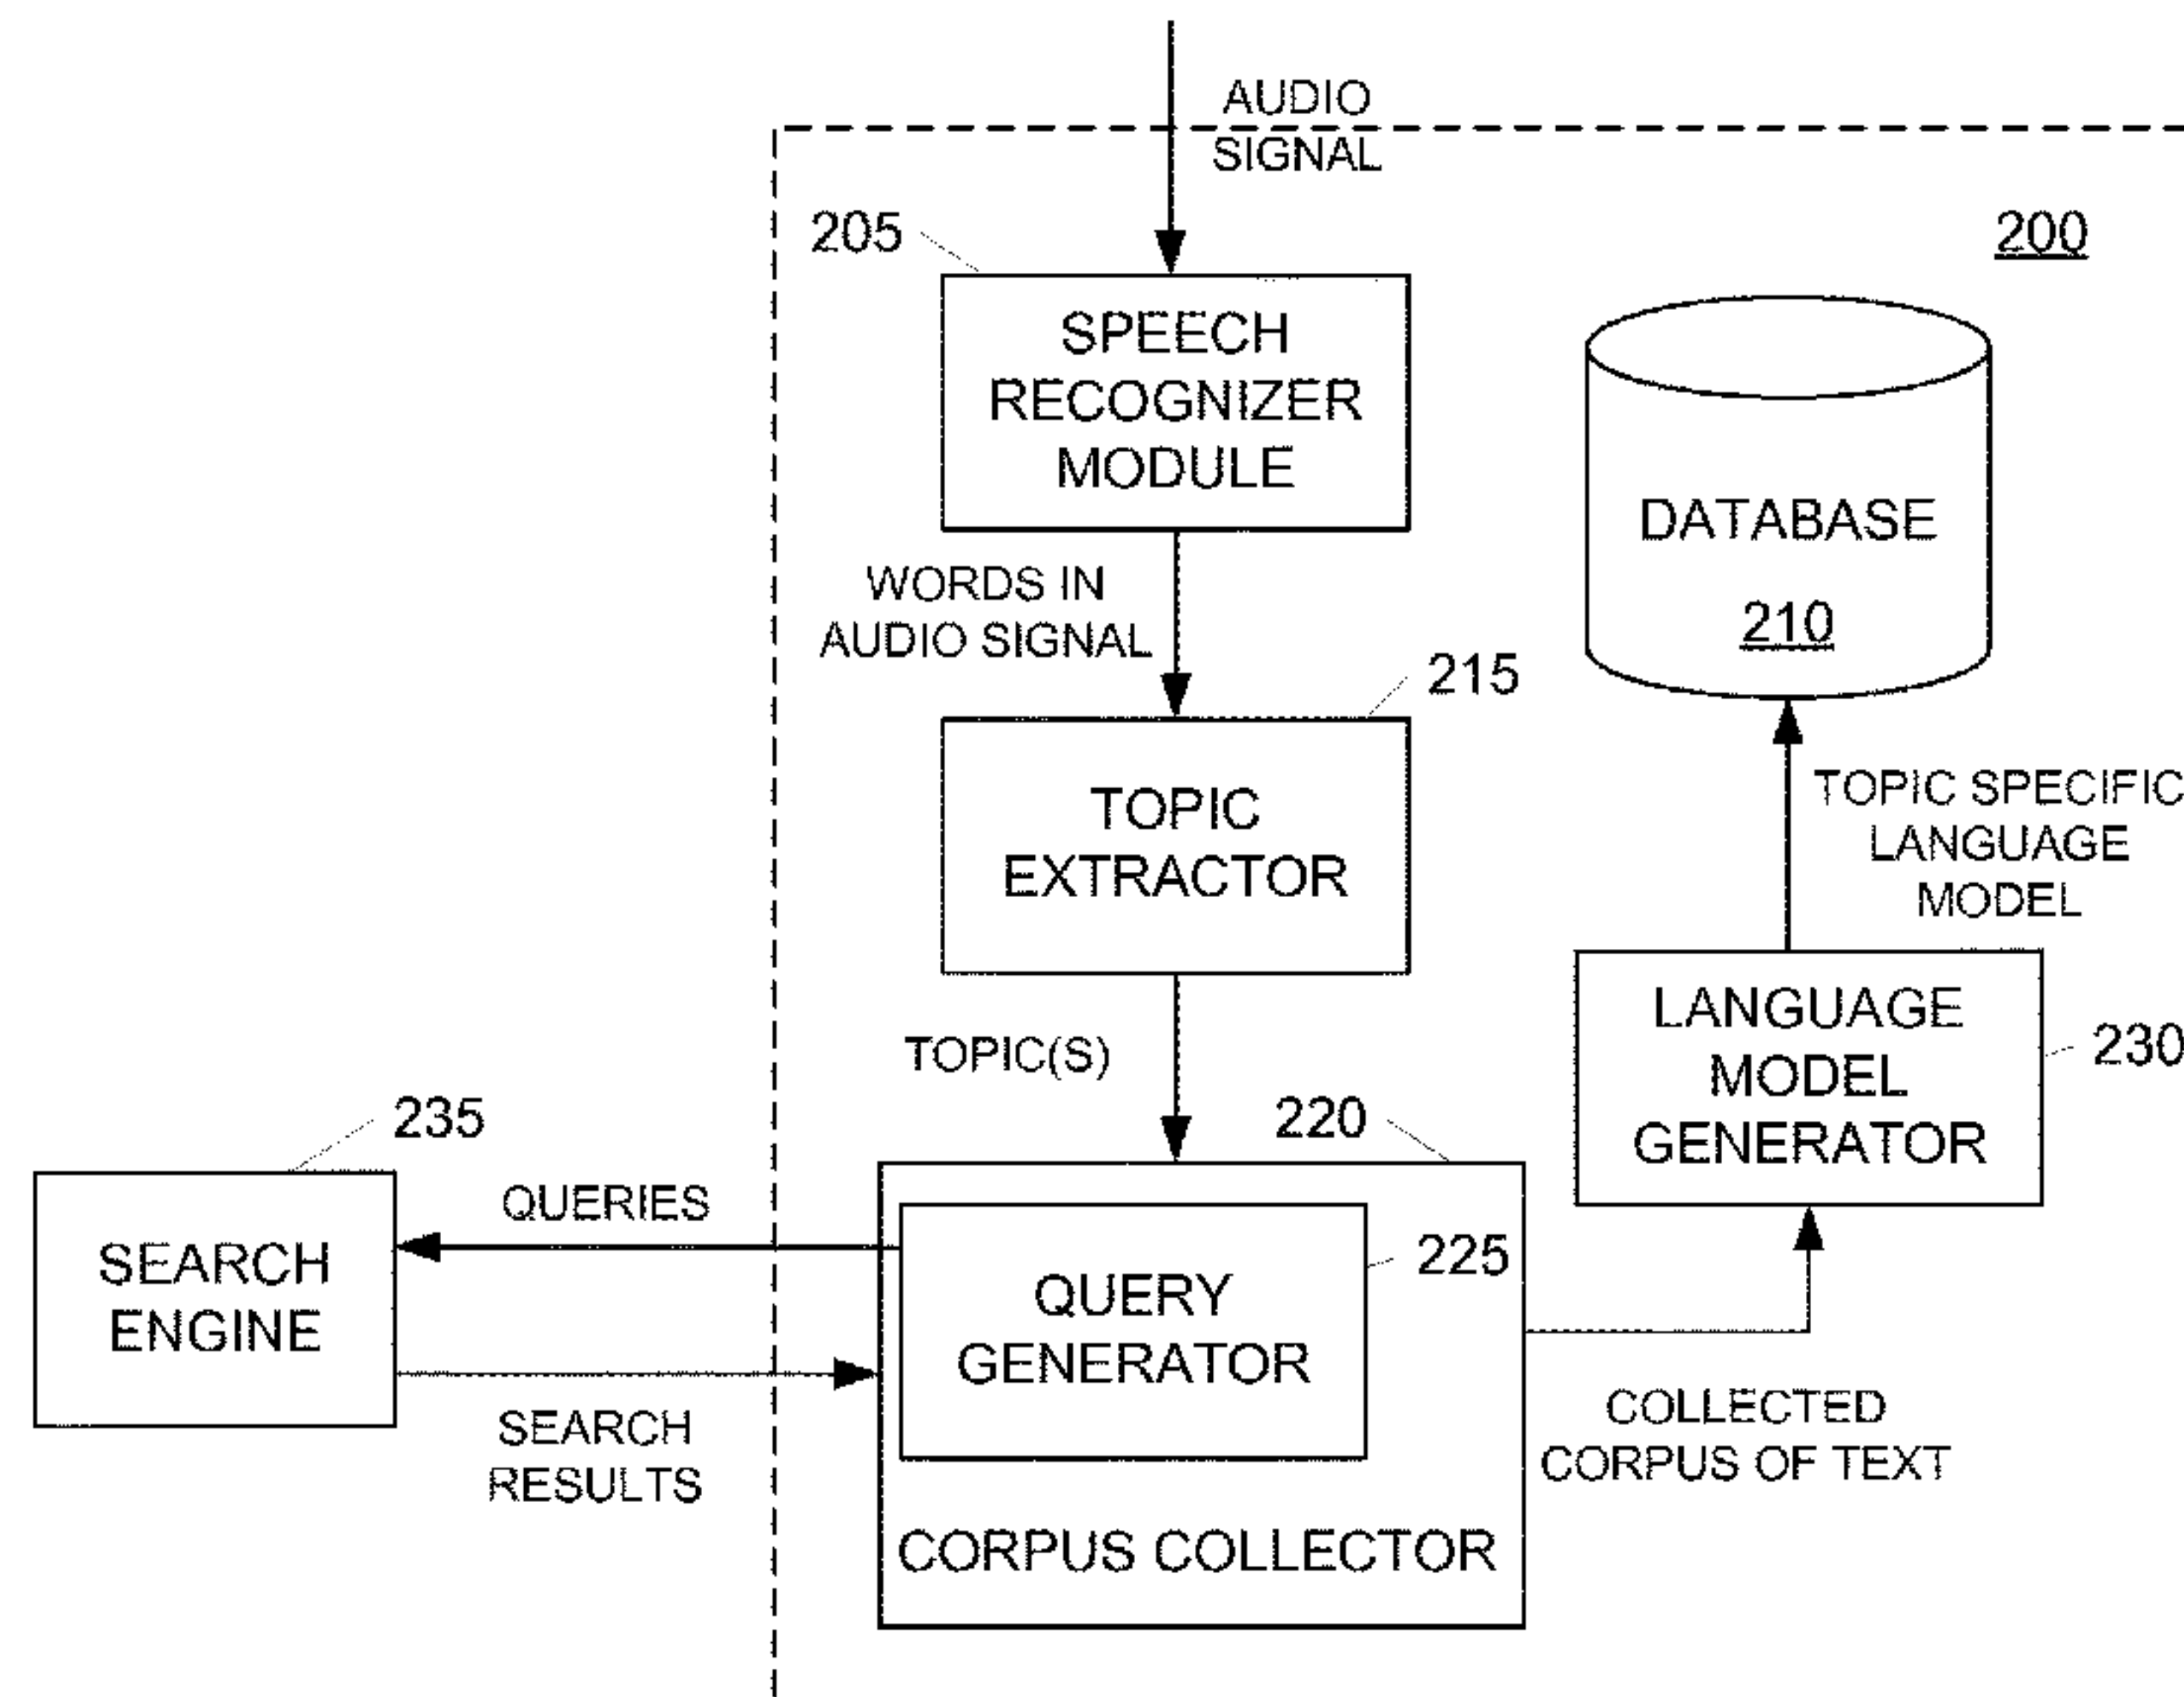 AUDIO
SIGNAL
205
200
SPEECH
RECOGNIZER
MODULE
DATABASE
210
WORDS IN
AUDIO SIGNAL
215
TOPIC
EXTRACTOR
TOPIC SPECIFIC
LANGUAGE
MODEL
TOPIC(S)
LANGUAGE
MODEL
GENERATOR
230
235
220
QUERIES
SEARCH
ENGINE
225
QUERY
GENERATOR
SEARCH
RESULTS
COLLECTED
CORPUS OF TEXT
CORPUS COLLECTOR